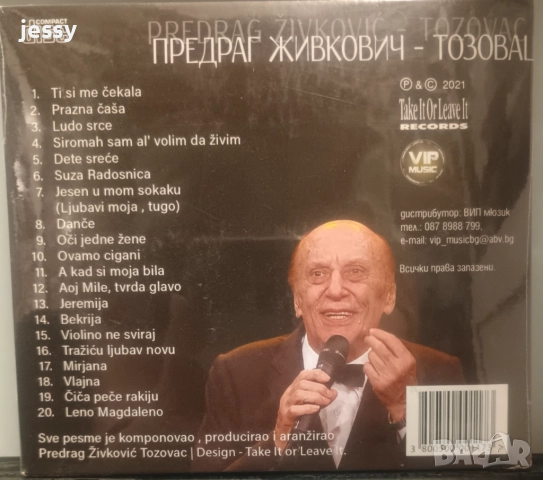 jessy
COMPACT
PREDRAG ŽIVKOVIĆ - TOZOVAC
ПРЕДРАГ ЖИВКОВИЧ - ТОЗОВАЦ
1. Ti si me čekala
2. Prazna čaša
3. Ludo srce
4. Siromah sam al' volim da živim
5. Dete sreće
6. Suza Radosnica
7. Jesen u mom sokaku
(Ljubavi moja , tugo)
8. Danče
9. Oči jedne žene
10. Ovamo cigani
11. A kad si moja bila
12. Aoj Mile, tvrda glavo
13. Jeremija
14. Bekrija
15. Violino ne sviraj
16. Tražiću ljubav novu
17. Mirjana
18. Vlajna
19. Čiča peče rakiju
20. Leno Magdaleno
Ⓟ & © 2021
Take It Or Leave It
RECORDS
VIP
MUSIC
дистрибутор: ВИП мюзик
тел.: 087 8988 799.
e-mail: vip_musicbg@abv.bg
Всички права запазени.
Sve pesme je komponovao , producirao i aranžirao
Predrag Živković Tozovac | Design - Take It or Leave It.
BAZAR